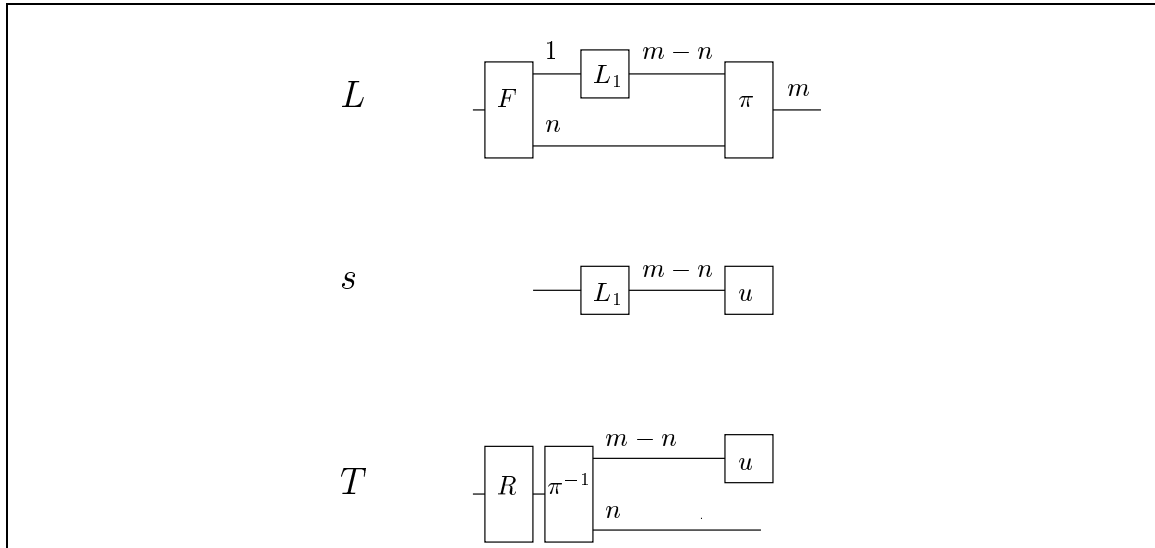 1 m − n
L F L₁ π m
n
m − n
s L₁ u
m − n
T R π⁻¹ u
n